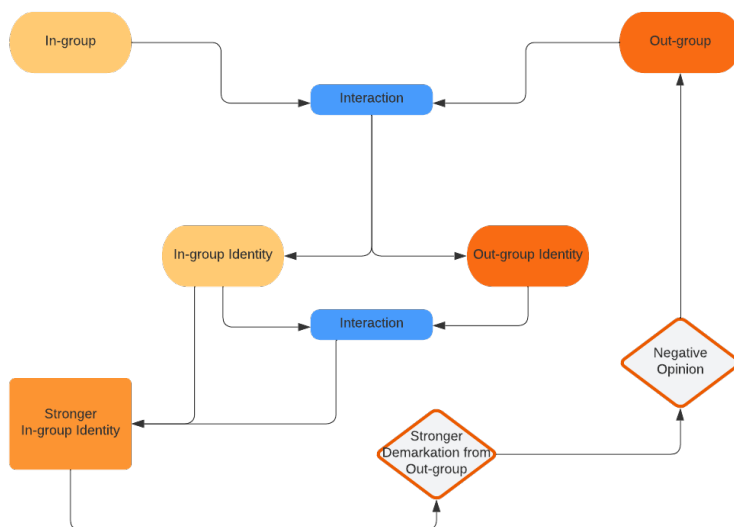 In-group
Out-group
Interaction
In-group Identity
Out-group Identity
Interaction
Negative
Opinion
Stronger
In-group Identity
Stronger
Demarkation from
Out-group